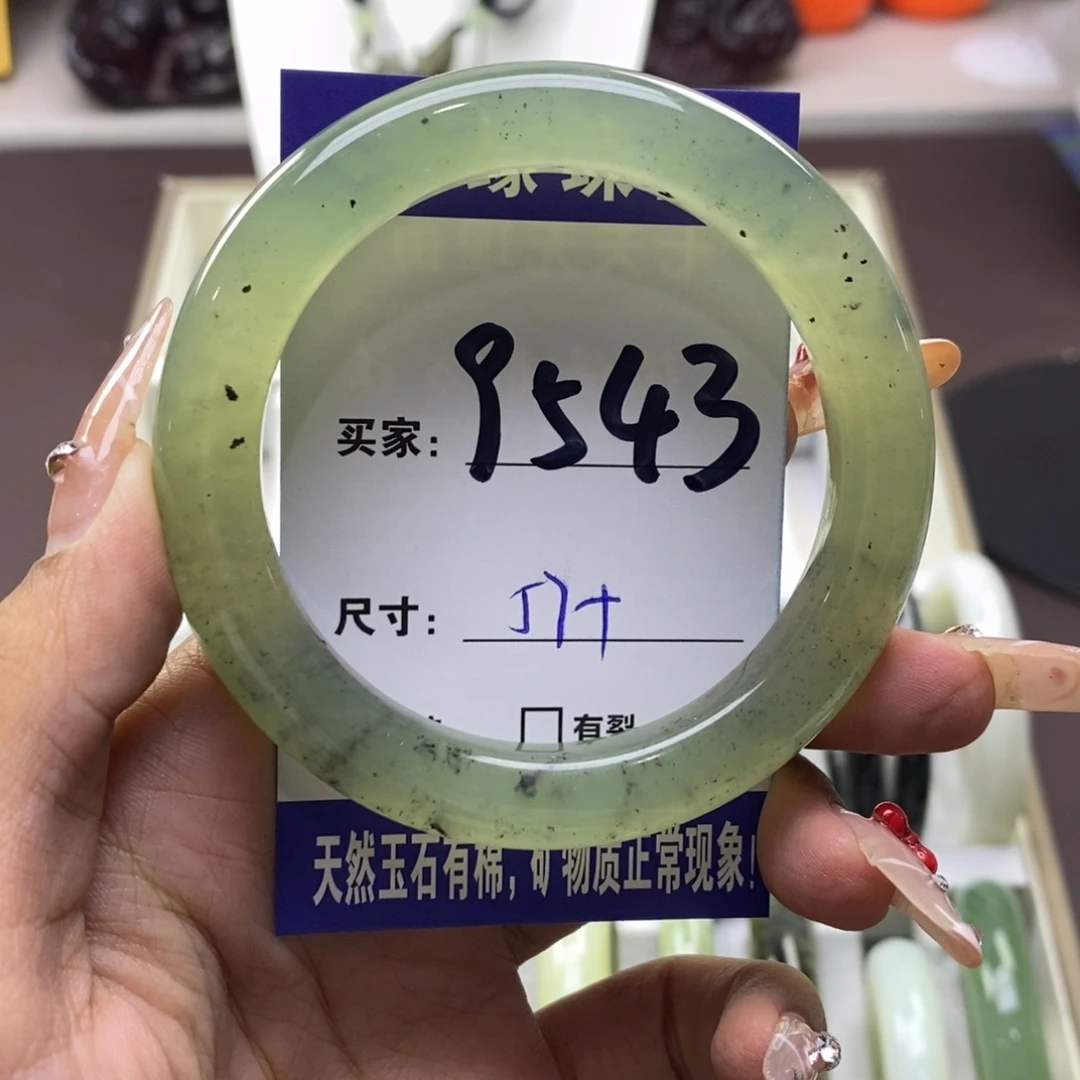 买家： 9543
尺寸： 57+
有裂
天然玉石有棉，矿物质正常现象！